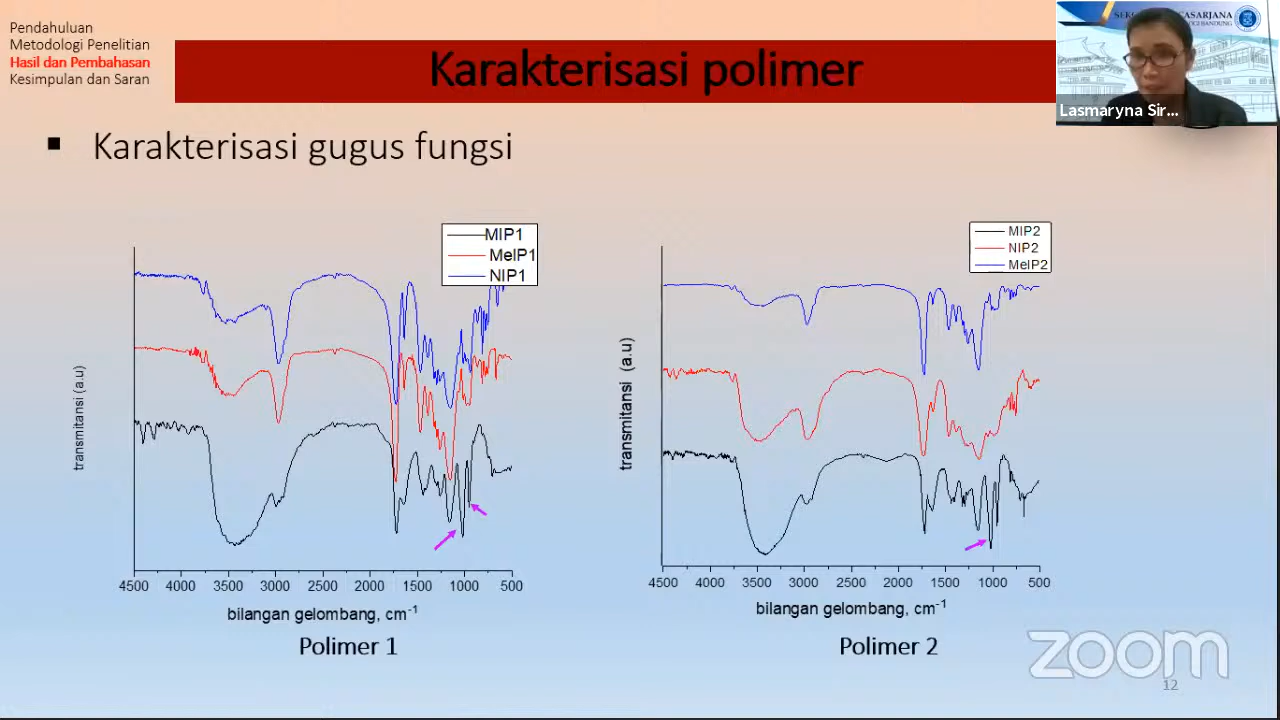 Pendahuluan
Metodologi Penelitian
Hasil dan Pembahasan
Kesimpulan dan Saran
Karakterisasi polimer
Lasmaryna Sir...
▪ Karakterisasi gugus fungsi
MIP1
MeIP1
NIP1
transmitansi (a.u)
4500 4000 3500 3000 2500 2000 1500 1000 500
bilangan gelombang, cm-1
Polimer 1
MIP2
NIP2
MeIP2
transmitansi (a.u)
4500 4000 3500 3000 2500 2000 1500 1000 500
bilangan gelombang, cm-1
Polimer 2
zoom
12